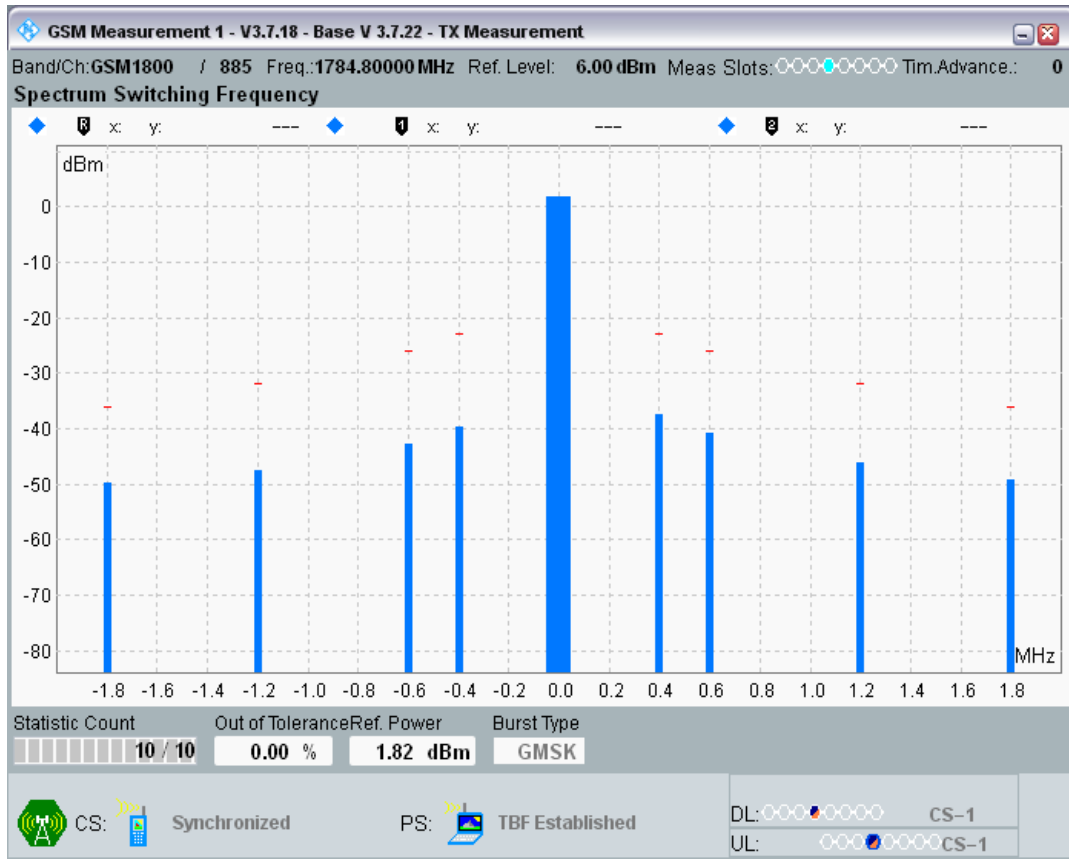 GSM Measurement 1 - V3.7.18 - Base V 3.7.22 - TX Measurement
Band/Ch:GSM1800 / 885 Freq.:1784.80000 MHz Ref. Level: 6.00 dBm Meas Slots: Tim.Advance.: 0
Spectrum Switching Frequency
R x: y: --- 1 x: y: --- 2 x: y: ---
dBm
0
-10
-20
-30
-40
-50
-60
-70
-80
MHz
-1.8 -1.6 -1.4 -1.2 -1.0 -0.8 -0.6 -0.4 -0.2 0.0 0.2 0.4 0.6 0.8 1.0 1.2 1.4 1.6 1.8
Statistic Count Out of Tolerance Ref. Power Burst Type
10 / 10 0.00 % 1.82 dBm GMSK
CS: Synchronized PS: TBF Established DL: CS-1
UL: CS-1